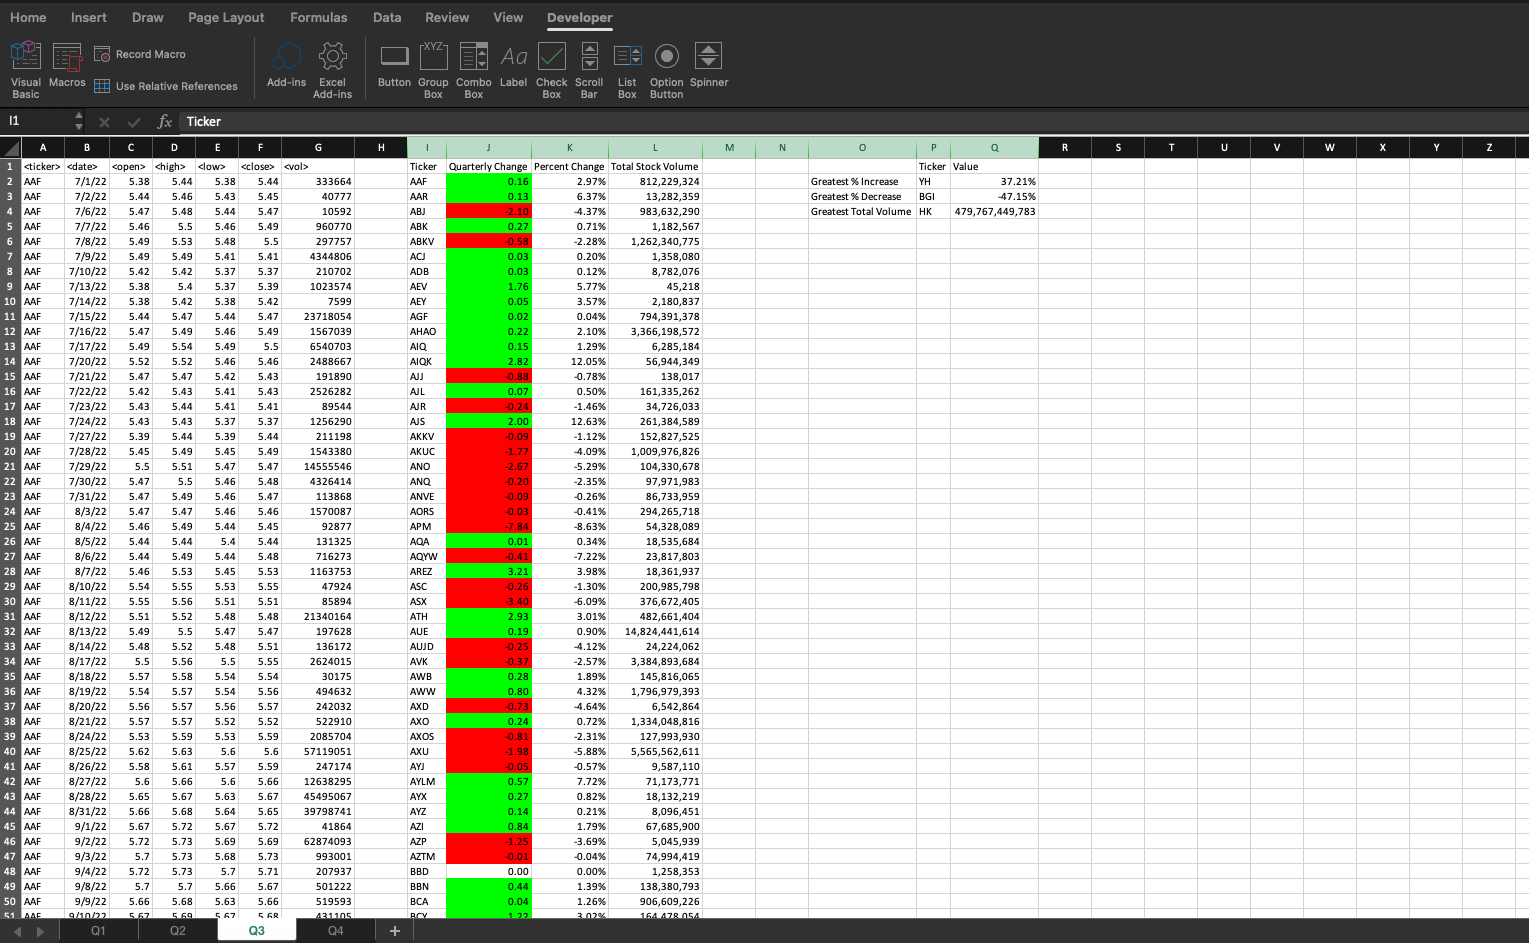 Home Insert Draw Page Layout Formulas Data Review View Developer
Visual Basic Macros Record Macro Use Relative References Add-ins Excel Add-ins Button XYZ Group Box Combo Box Aa Label Check Box Scroll Bar List Box Option Button Spinner
I1 fx Ticker
A B C D E F G H I J K L M N O P Q R S T U V W X Y Z
1 <ticker> <date> <open> <high> <low> <close> <vol> Ticker Quarterly Change Percent Change Total Stock Volume Ticker Value
2 AAF 7/1/22 5.38 5.44 5.38 5.44 333664 AAF 0.16 2.97% 812,229,324 Greatest % Increase YH 37.21%
3 AAF 7/2/22 5.44 5.46 5.43 5.45 40777 AAR 0.13 6.37% 13,282,359 Greatest % Decrease BGI -47.15%
4 AAF 7/6/22 5.47 5.48 5.44 5.47 10592 ABJ -2.10 -4.37% 983,632,290 Greatest Total Volume HK 479,767,449,783
5 AAF 7/7/22 5.46 5.5 5.46 5.49 960770 ABK 0.27 0.71% 1,182,567
6 AAF 7/8/22 5.49 5.53 5.48 5.5 297757 ABKV -0.58 -2.28% 1,262,340,775
7 AAF 7/9/22 5.49 5.49 5.41 5.41 4344806 ACJ 0.03 0.20% 1,358,080
8 AAF 7/10/22 5.42 5.42 5.37 5.37 210702 ADB 0.03 0.12% 8,782,076
9 AAF 7/13/22 5.38 5.4 5.37 5.39 1023574 AEV 1.76 5.77% 45,218
10 AAF 7/14/22 5.38 5.42 5.38 5.42 7599 AEY 0.05 3.57% 2,180,837
11 AAF 7/15/22 5.44 5.47 5.44 5.47 23718054 AGF 0.02 0.04% 794,391,378
12 AAF 7/16/22 5.47 5.49 5.46 5.49 1567039 AHAO 0.22 2.10% 3,366,198,572
13 AAF 7/17/22 5.49 5.54 5.49 5.5 6540703 AIQ 0.15 1.29% 6,285,184
14 AAF 7/20/22 5.52 5.52 5.46 5.46 2488667 AIQK 2.82 12.05% 56,944,349
15 AAF 7/21/22 5.47 5.47 5.42 5.43 191890 AJJ -0.88 -0.78% 138,017
16 AAF 7/22/22 5.42 5.43 5.41 5.43 2526282 AJL 0.07 0.50% 161,335,262
17 AAF 7/23/22 5.43 5.44 5.41 5.41 89544 AJR -0.24 -1.46% 34,726,033
18 AAF 7/24/22 5.43 5.43 5.37 5.37 1256290 AJS 2.00 12.63% 261,384,589
19 AAF 7/27/22 5.39 5.44 5.39 5.44 211198 AKKV -0.09 -1.12% 152,827,525
20 AAF 7/28/22 5.45 5.49 5.45 5.49 1543380 AKUC -1.77 -4.09% 1,009,976,826
21 AAF 7/29/22 5.5 5.51 5.47 5.47 14555546 ANO -2.67 -5.29% 104,330,678
22 AAF 7/30/22 5.47 5.5 5.46 5.48 4326414 ANQ -0.20 -2.35% 97,971,983
23 AAF 7/31/22 5.47 5.49 5.46 5.47 113868 ANVE -0.09 -0.26% 86,733,959
24 AAF 8/3/22 5.47 5.47 5.46 5.46 1570087 AORS -0.03 -0.41% 294,265,718
25 AAF 8/4/22 5.46 5.49 5.44 5.45 92877 APM -7.84 -8.63% 54,328,089
26 AAF 8/5/22 5.44 5.44 5.4 5.44 131325 AQA 0.01 0.34% 18,535,684
27 AAF 8/6/22 5.44 5.49 5.44 5.48 716273 AQYW -0.41 -7.22% 23,817,803
28 AAF 8/7/22 5.46 5.53 5.45 5.53 1163753 AREZ 3.21 3.98% 18,361,937
29 AAF 8/10/22 5.54 5.55 5.53 5.55 47924 ASC -0.26 -1.30% 200,985,798
30 AAF 8/11/22 5.55 5.56 5.51 5.51 85894 ASX -3.40 -6.09% 376,672,405
31 AAF 8/12/22 5.51 5.52 5.48 5.48 21340164 ATH 2.93 3.01% 482,661,404
32 AAF 8/13/22 5.49 5.5 5.47 5.47 197628 AUE 0.19 0.90% 14,824,441,614
33 AAF 8/14/22 5.48 5.52 5.48 5.51 136172 AUJD -0.25 -4.12% 24,224,062
34 AAF 8/17/22 5.5 5.56 5.5 5.55 2624015 AVK -0.37 -2.57% 3,384,893,684
35 AAF 8/18/22 5.57 5.58 5.54 5.54 30175 AWB 0.28 1.89% 145,816,065
36 AAF 8/19/22 5.54 5.57 5.54 5.56 494632 AWW 0.80 4.32% 1,796,979,393
37 AAF 8/20/22 5.56 5.57 5.56 5.57 242032 AXD -0.73 -4.64% 6,542,864
38 AAF 8/21/22 5.57 5.57 5.52 5.52 522910 AXO 0.24 0.72% 1,334,048,816
39 AAF 8/24/22 5.53 5.59 5.53 5.59 2085704 AXOS -0.81 -2.31% 127,993,930
40 AAF 8/25/22 5.62 5.63 5.6 5.6 57119051 AXU -1.98 -5.88% 5,565,562,611
41 AAF 8/26/22 5.58 5.61 5.57 5.59 247174 AYJ -0.05 -0.57% 9,587,110
42 AAF 8/27/22 5.6 5.66 5.6 5.66 12638295 AYLM 0.57 7.72% 71,173,771
43 AAF 8/28/22 5.65 5.67 5.63 5.67 45495067 AYX 0.27 0.82% 18,132,219
44 AAF 8/31/22 5.66 5.68 5.64 5.65 39798741 AYZ 0.14 0.21% 8,096,451
45 AAF 9/1/22 5.67 5.72 5.67 5.72 41864 AZI 0.84 1.79% 67,685,900
46 AAF 9/2/22 5.72 5.73 5.69 5.69 62874093 AZP -1.25 -3.69% 5,045,939
47 AAF 9/3/22 5.7 5.73 5.68 5.73 993001 AZTM -0.01 -0.04% 74,994,419
48 AAF 9/4/22 5.72 5.73 5.7 5.71 207937 BBD 0.00 0.00% 1,258,353
49 AAF 9/8/22 5.7 5.7 5.66 5.67 501222 BBN 0.44 1.39% 138,380,793
50 AAF 9/9/22 5.66 5.68 5.63 5.66 519593 BCA 0.04 1.26% 906,609,226
51 AAF 9/10/22 5.67 5.69 5.67 5.68 431105 BCY 1.22 3.02% 164,478,054
Q1 Q2 Q3 Q4 +